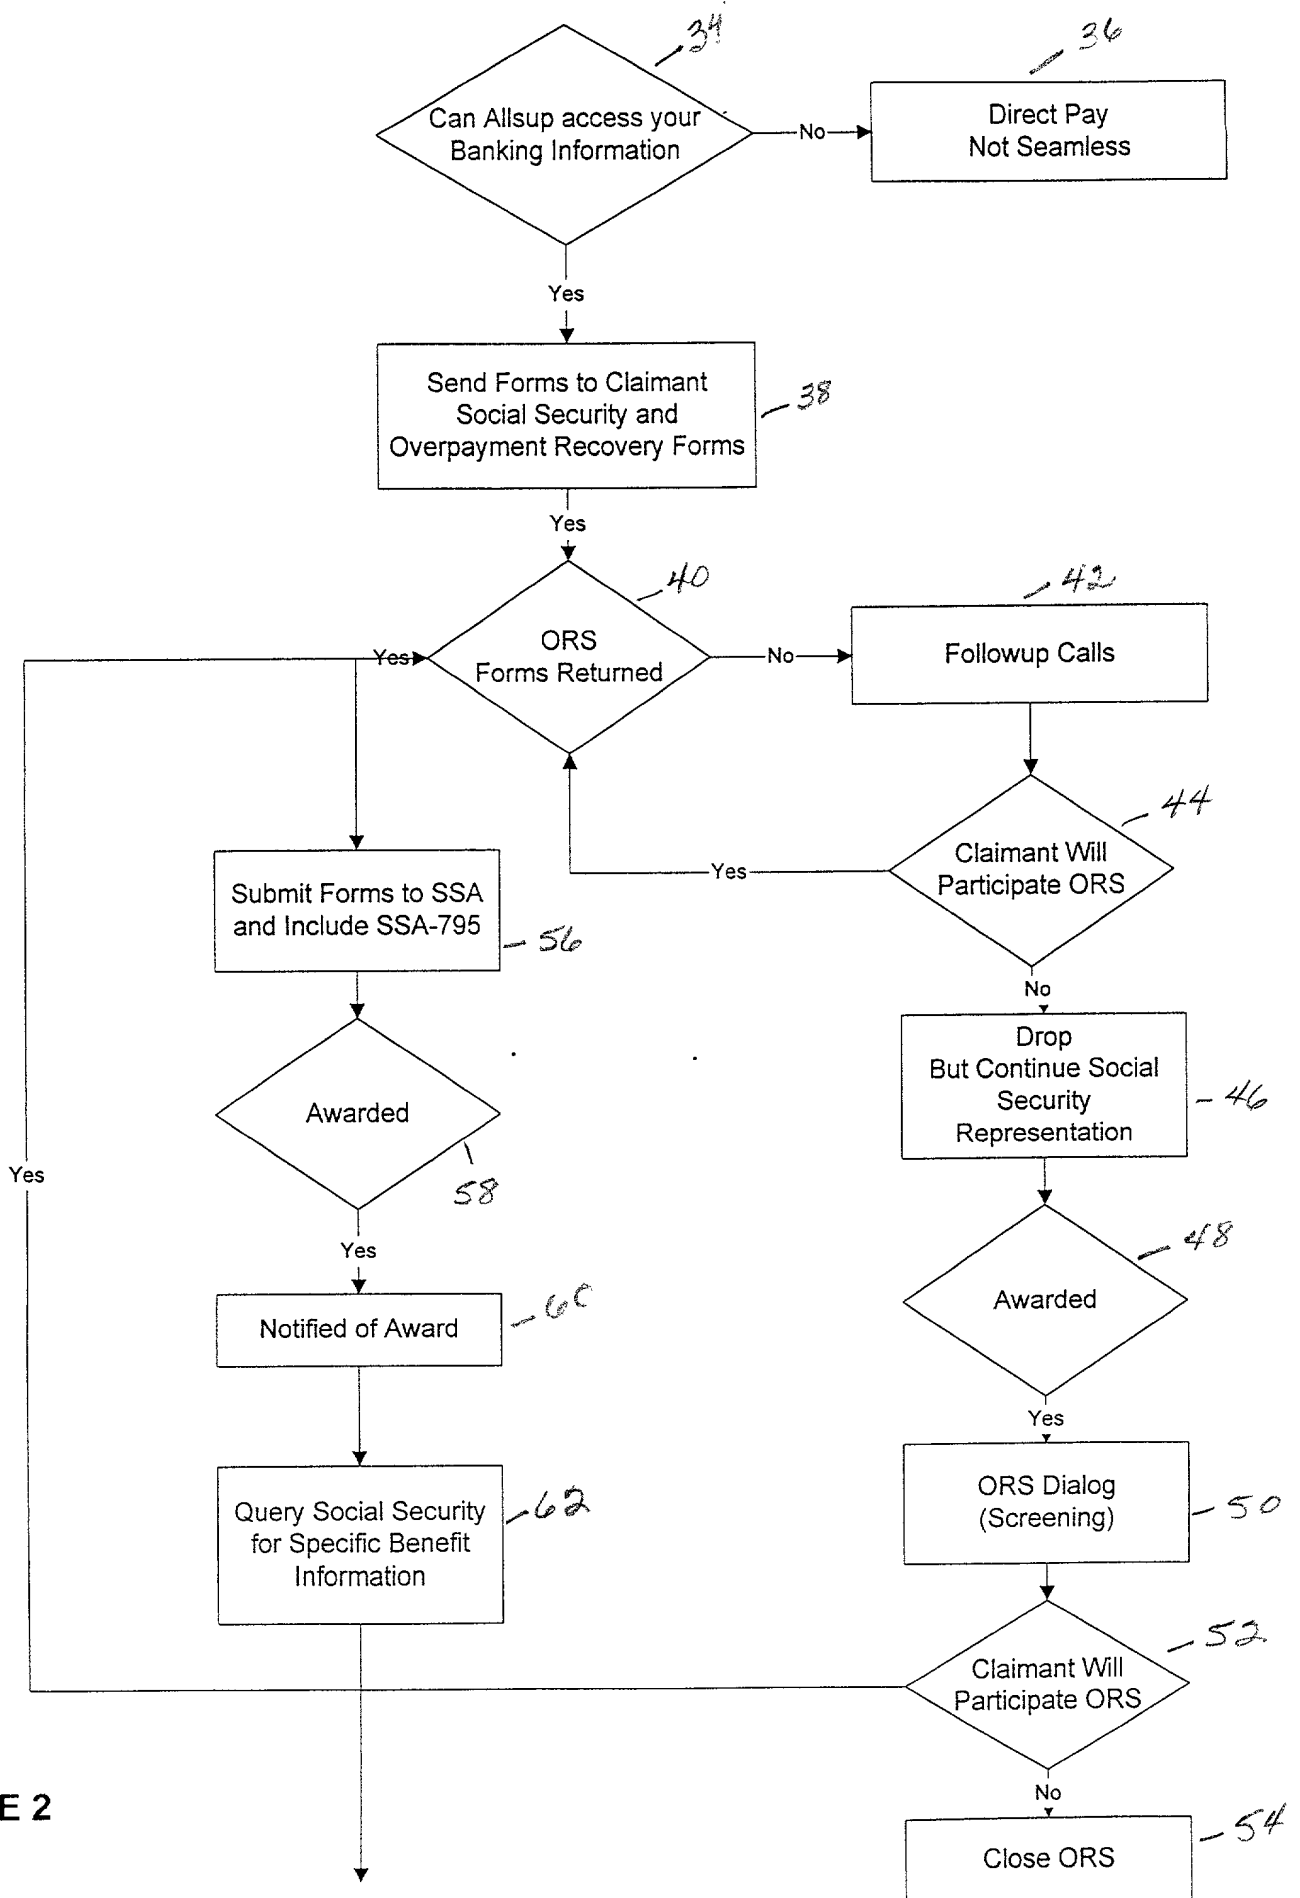 34
36
Can Allsup access your
Banking Information
No
Direct Pay
Not Seamless
Yes
Send Forms to Claimant
Social Security and
Overpayment Recovery Forms
38
Yes
40
42
ORS
Forms Returned
Yes
No
Followup Calls
44
Claimant Will
Participate ORS
Yes
Submit Forms to SSA
and Include SSA-795
56
No
Drop
But Continue Social
Security
Representation
46
Awarded
58
Yes
48
Awarded
Yes
Notified of Award
60
Yes
ORS Dialog
(Screening)
50
Query Social Security
for Specific Benefit
Information
62
52
Claimant Will
Participate ORS
No
E 2
Close ORS
54